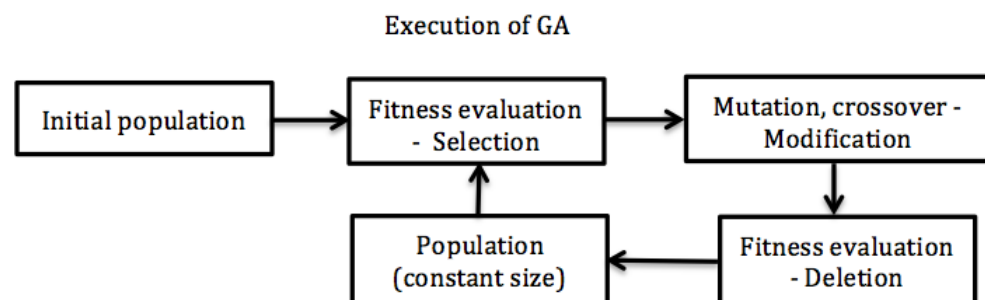 Execution of GA
Initial population
Fitness evaluation
- Selection
Mutation, crossover -
Modification
Population
(constant size)
Fitness evaluation
- Deletion